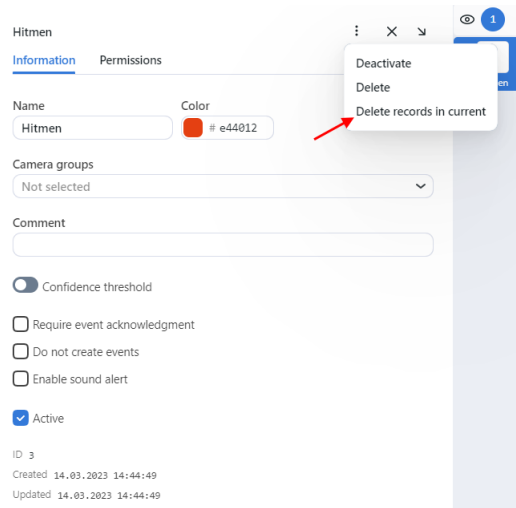 Hitmen
1
Information Permissions
Deactivate
Delete
Delete records in current
en
Name Color
Hitmen # e44012
Camera groups
Not selected
Comment
Confidence threshold
Require event acknowledgment
Do not create events
Enable sound alert
Active
ID 3
Created 14.03.2023 14:44:49
Updated 14.03.2023 14:44:49